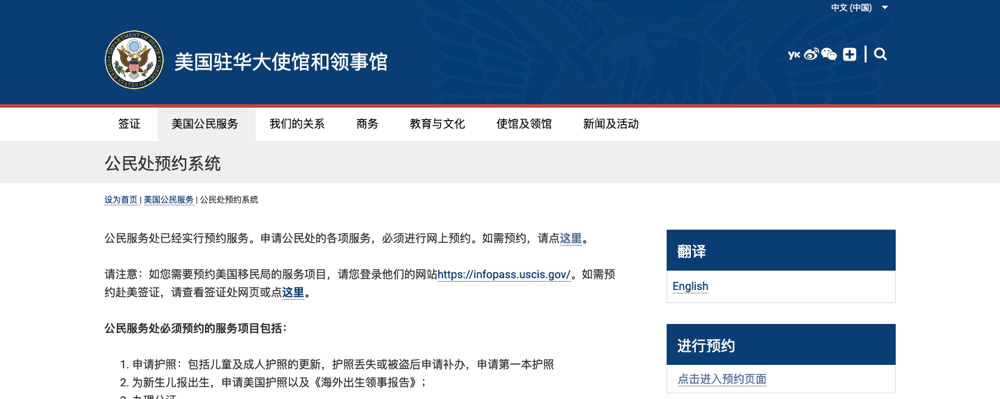 中文 (中国)
美国驻华大使馆和领事馆
签证
美国公民服务
我们的关系
商务
教育与文化
使馆及领馆
新闻及活动
公民处预约系统
设为首页 | 美国公民服务 | 公民处预约系统
公民服务处已经实行预约服务。申请公民处的各项服务，必须进行网上预约。如需预约，请点这里。
请注意：如您需要预约美国移民局的服务项目，请您登录他们的网站https://infopass.uscis.gov/。如需预
约赴美签证，请查看签证处网页或点这里。
公民服务处必须预约的服务项目包括：
1. 申请护照：包括儿童及成人护照的更新，护照丢失或被盗后申请补办，申请第一本护照
2. 为新生儿报出生，申请美国护照以及《海外出生领事报告》；
翻译
English
进行预约
点击进入预约页面